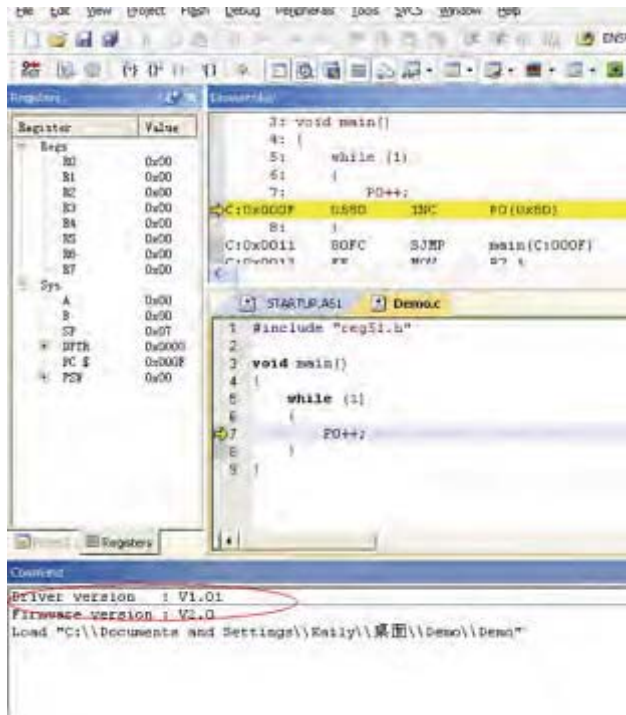 File Edit View Project Flash Debug Peripherals Tools SVCS Window Help
Registers
Register Value
Regs
R0 0x00
R1 0x00
R2 0x00
R3 0x00
R4 0x00
R5 0x00
R6 0x00
R7 0x00
Sys
A 0x00
B 0x00
SP 0x07
DPTR 0x0000
PC $ 0x000F
PSW 0x00
Registers
3: void main()
4: {
5: while (1)
6: {
7: P0++;
C:0x000F 0580 INC P0(0x80)
8: }
C:0x0011 80FC SJMP main(C:000F)
C:0x0013 MOV
STARTUP.A51 Demo.c
1 #include "reg51.h"
2
3 void main()
4 {
5 while (1)
6 {
7 P0++;
8 }
9 }
Command
Driver version : V1.01
Firmware version : V2.0
Load "C:\\Documents and Settings\\Emily\\桌面\\Demo\\Demo"